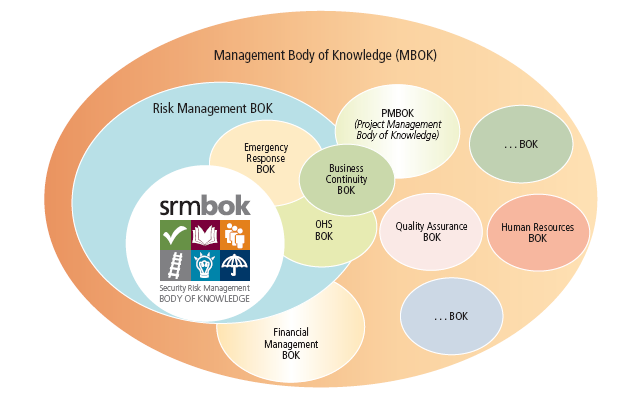 Management Body of Knowledge (MBOK)
Risk Management BOK
PMBOK
(Project Management
Body of Knowledge)
Emergency
Response
BOK
. . . BOK
Business
Continuity
BOK
srmbok
Security Risk Management
BODY OF KNOWLEDGE
OHS
BOK
Quality Assurance
BOK
Human Resources
BOK
. . . BOK
Financial
Management
BOK